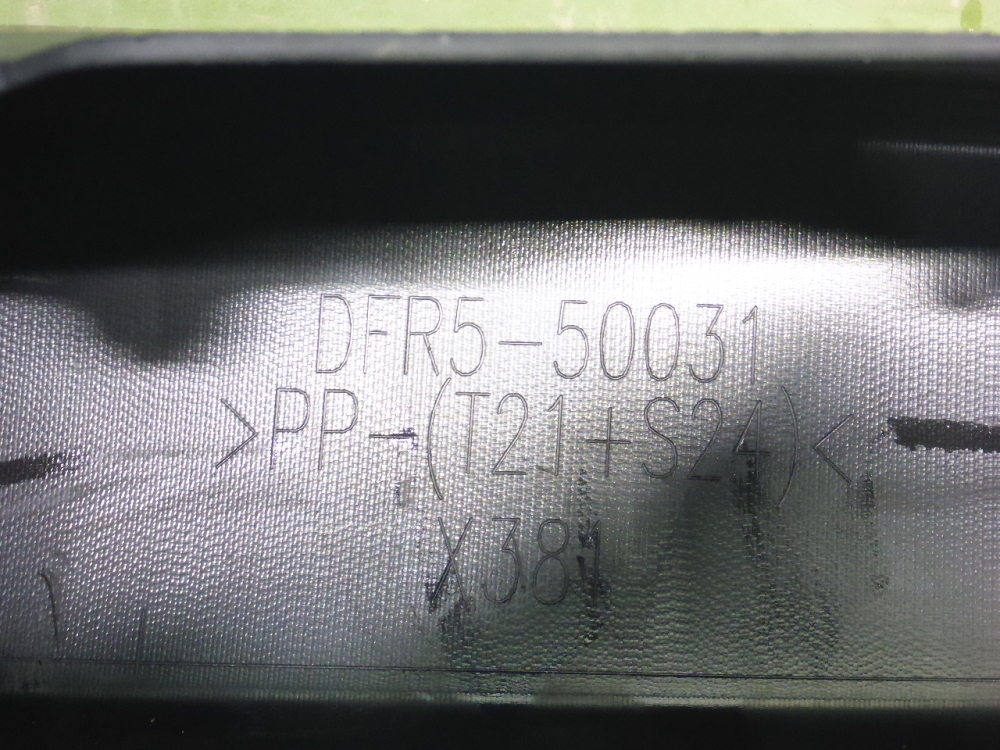 DFR5-50031
>PP-(T21+S24)<
X381